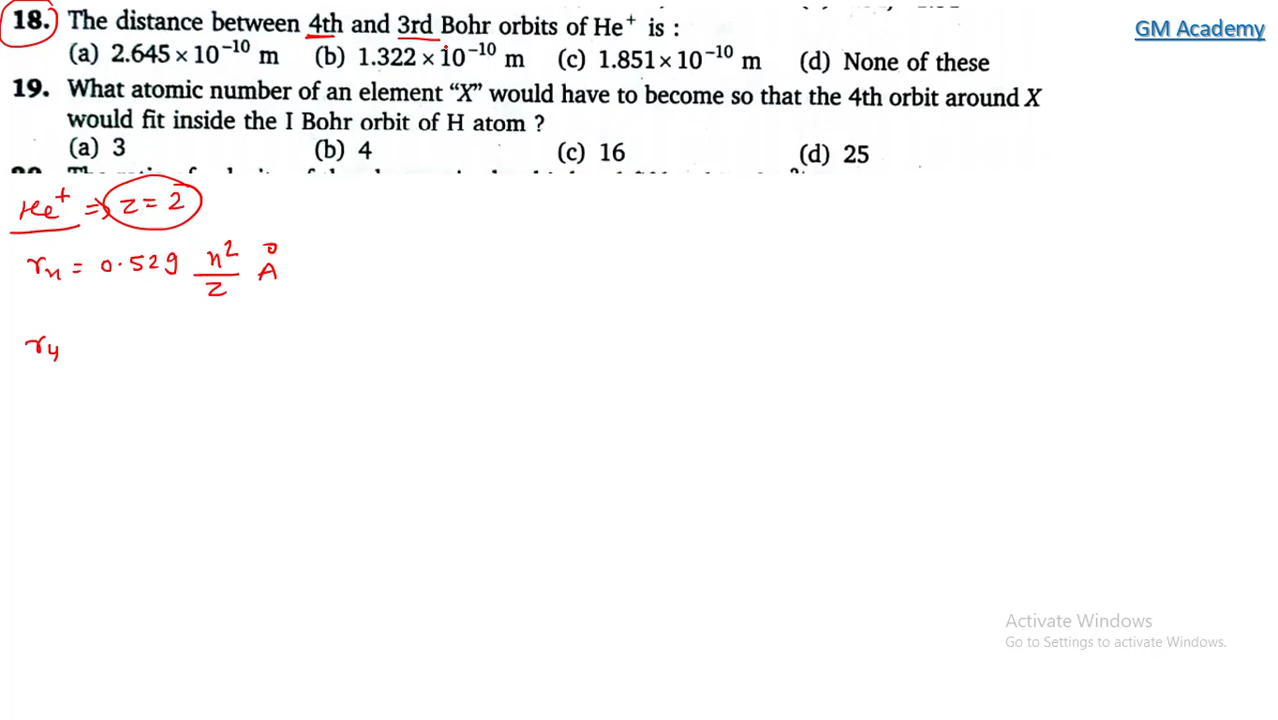 18. The distance between 4th and 3rd Bohr orbits of He⁺ is :
GM Academy
(a) 2.645 × 10⁻¹⁰ m (b) 1.322 × 10⁻¹⁰ m (c) 1.851 × 10⁻¹⁰ m (d) None of these
19. What atomic number of an element “X” would have to become so that the 4th orbit around X
would fit inside the I Bohr orbit of H atom ?
(a) 3 (b) 4 (c) 16 (d) 25
He⁺ ⇒ z = 2
rₙ = 0.529 n²/z Å
r₄
Activate Windows
Go to Settings to activate Windows.